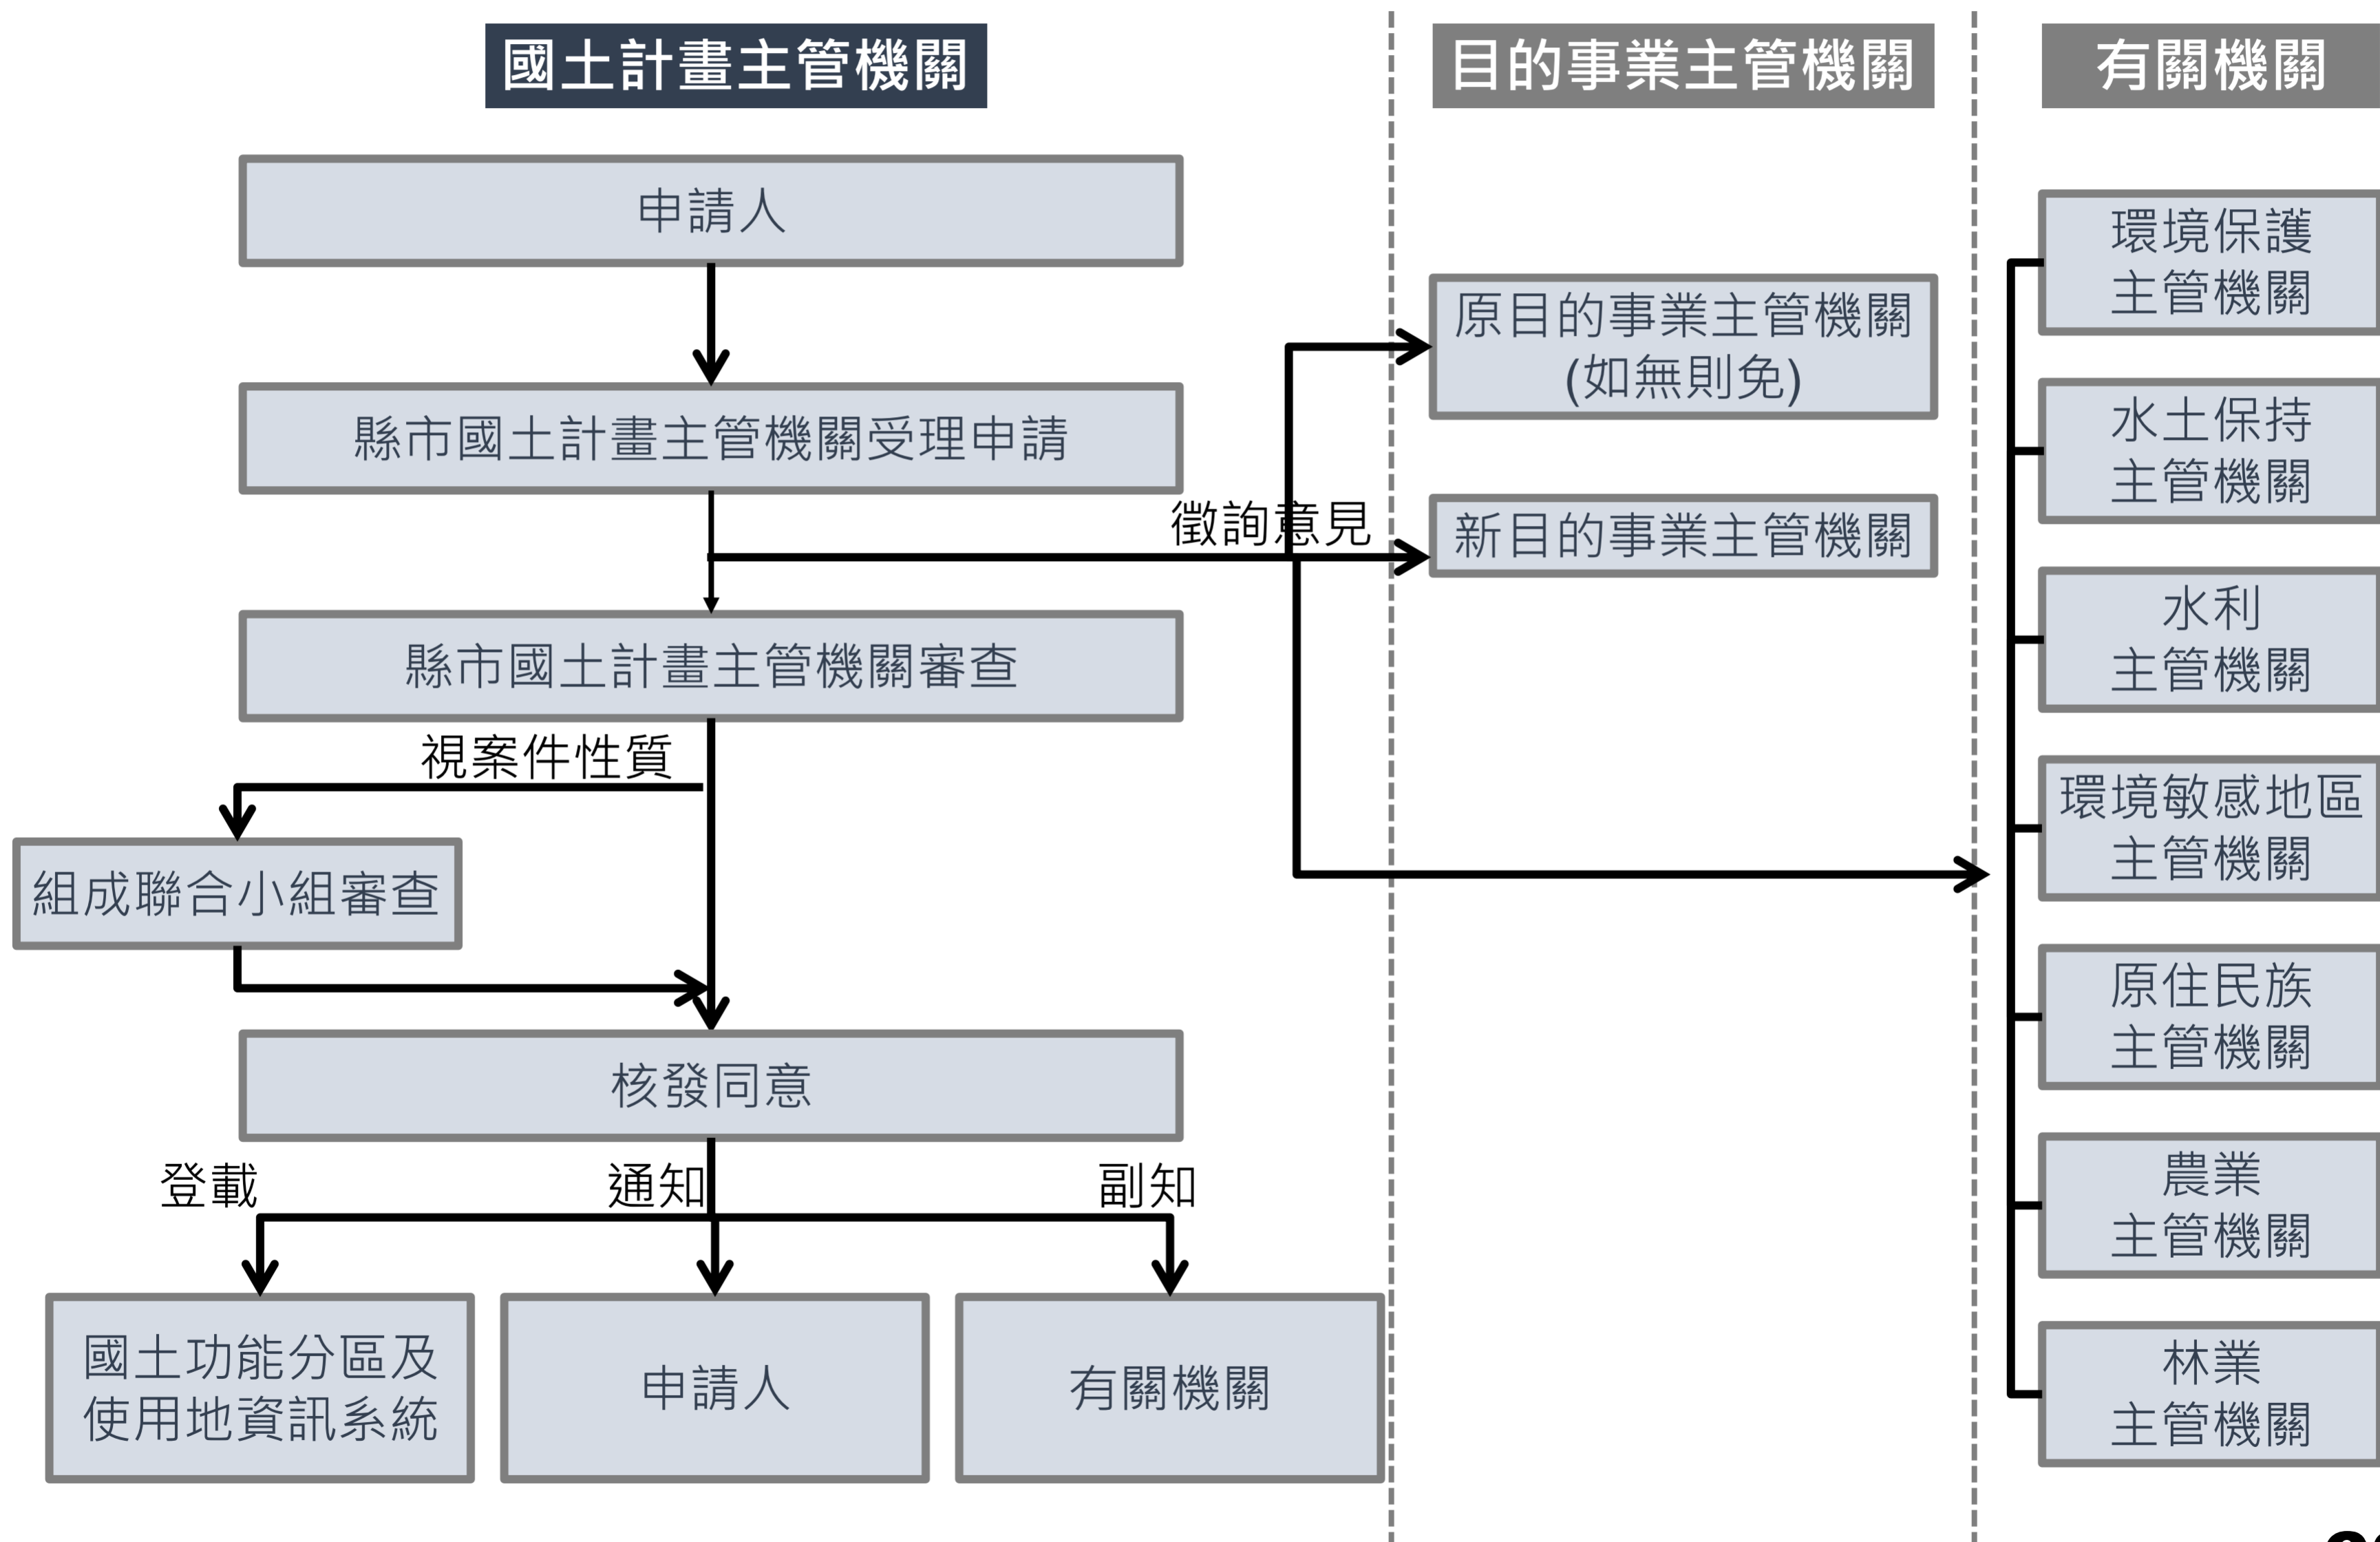 國土計畫主管機關
目的事業主管機關
有關機關
申請人
縣市國土計畫主管機關受理申請
徵詢意見
縣市國土計畫主管機關審查
視案件性質
組成聯合小組審查
核發同意
登載
通知
副知
國土功能分區及
使用地資訊系統
申請人
有關機關
原目的事業主管機關
(如無則免)
新目的事業主管機關
環境保護
主管機關
水土保持
主管機關
水利
主管機關
環境敏感地區
主管機關
原住民族
主管機關
農業
主管機關
林業
主管機關